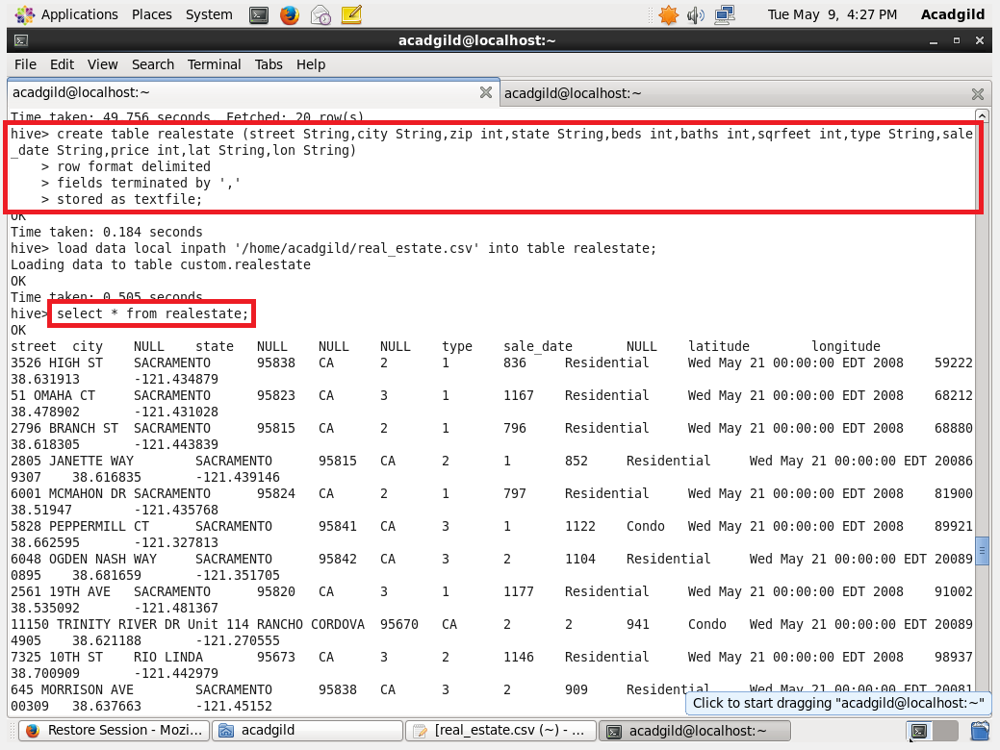 Applications Places System Tue May 9, 4:27 PM Acadgild
acadgild@localhost:~
File Edit View Search Terminal Tabs Help
acadgild@localhost:~ acadgild@localhost:~
Time taken: 49.756 seconds, Fetched: 20 row(s)
hive> create table realestate (street String,city String,zip int,state String,beds int,baths int,sqrfeet int,type String,sale
_date String,price int,lat String,lon String)
> row format delimited
> fields terminated by ','
> stored as textfile;
OK
Time taken: 0.184 seconds
hive> load data local inpath '/home/acadgild/real_estate.csv' into table realestate;
Loading data to table custom.realestate
OK
Time taken: 0.505 seconds
hive> select * from realestate;
OK
street city NULL state NULL NULL NULL type sale_date NULL latitude longitude
3526 HIGH ST SACRAMENTO 95838 CA 2 1 836 Residential Wed May 21 00:00:00 EDT 2008 59222
38.631913 -121.434879
51 OMAHA CT SACRAMENTO 95823 CA 3 1 1167 Residential Wed May 21 00:00:00 EDT 2008 68212
38.478902 -121.431028
2796 BRANCH ST SACRAMENTO 95815 CA 2 1 796 Residential Wed May 21 00:00:00 EDT 2008 68880
38.618305 -121.443839
2805 JANETTE WAY SACRAMENTO 95815 CA 2 1 852 Residential Wed May 21 00:00:00 EDT 20086
9307 38.616835 -121.439146
6001 MCMAHON DR SACRAMENTO 95824 CA 2 1 797 Residential Wed May 21 00:00:00 EDT 2008 81900
38.51947 -121.435768
5828 PEPPERMILL CT SACRAMENTO 95841 CA 3 1 1122 Condo Wed May 21 00:00:00 EDT 2008 89921
38.662595 -121.327813
6048 OGDEN NASH WAY SACRAMENTO 95842 CA 3 2 1104 Residential Wed May 21 00:00:00 EDT 20089
0895 38.681659 -121.351705
2561 19TH AVE SACRAMENTO 95820 CA 3 1 1177 Residential Wed May 21 00:00:00 EDT 2008 91002
38.535092 -121.481367
11150 TRINITY RIVER DR Unit 114 RANCHO CORDOVA 95670 CA 2 2 941 Condo Wed May 21 00:00:00 EDT 20089
4905 38.621188 -121.270555
7325 10TH ST RIO LINDA 95673 CA 3 2 1146 Residential Wed May 21 00:00:00 EDT 2008 98937
38.700909 -121.442979
645 MORRISON AVE SACRAMENTO 95838 CA 3 2 909 Residential Wed May 21 00:00:00 EDT 20081
00309 38.637663 -121.45152
Click to start dragging "acadgild@localhost:~"
Restore Session - Mozi... acadgild [real_estate.csv (~) - ... acadgild@localhost:~